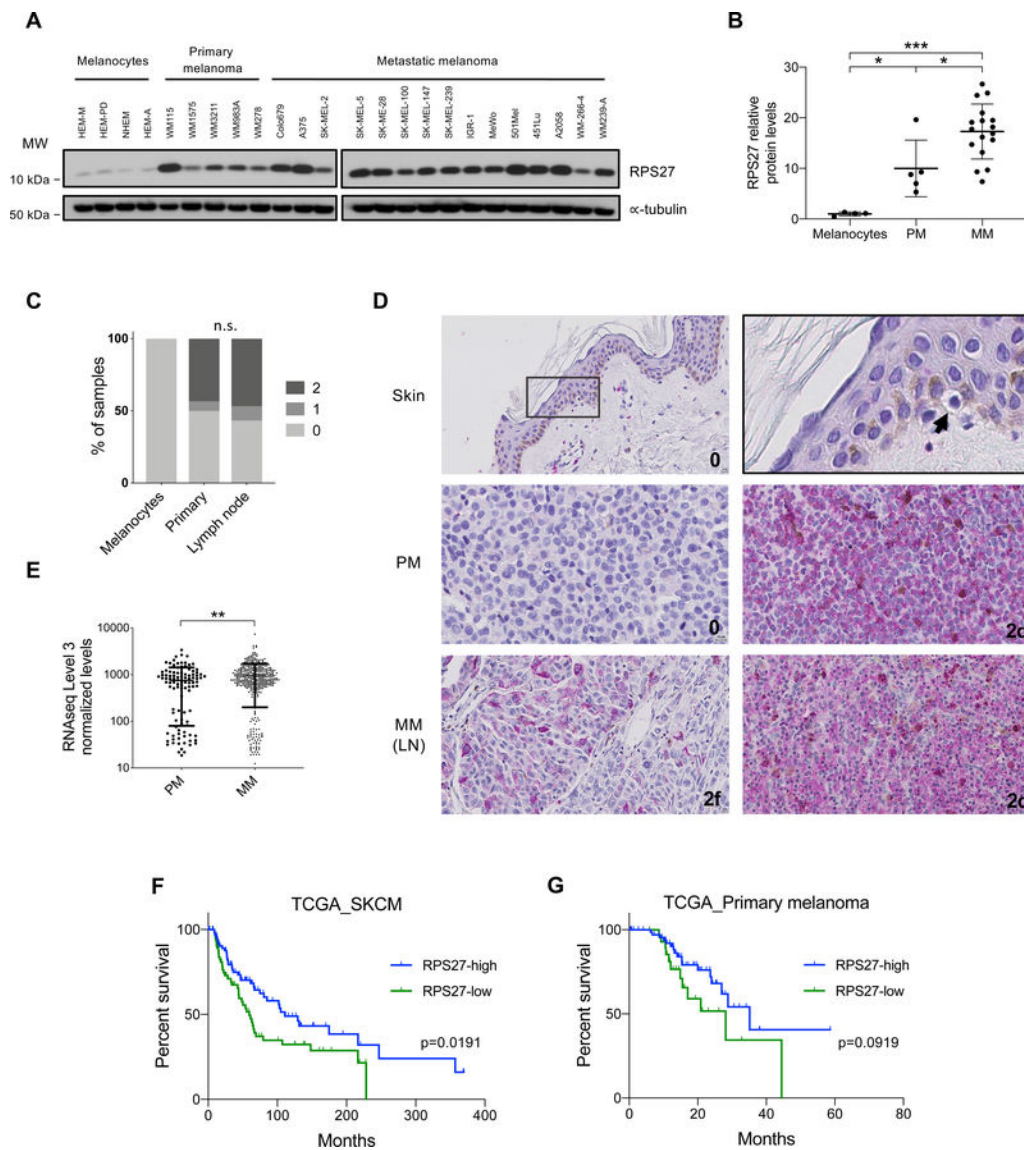 A
Melanocytes
Primary
melanoma
Metastatic melanoma
HEM-M
HEM-PD
NHEM
HEM-A
WM115
WM1575
WM3211
WM983A
WM278
Colo679
A375
SK-MEL-2
SK-MEL-5
SK-ME-28
SK-MEL-100
SK-MEL-147
SK-MEL-239
IGR-1
MeWo
501Mel
451Lu
A2058
WM-266-4
WM239-A
MW
10 kDa
50 kDa
RPS27
∝-tubulin
B
RPS27 relative
protein levels
***
* *
30
20
10
0
Melanocytes PM MM
C
n.s.
% of samples
100
50
0
2
1
0
Melanocytes
Primary
Lymph node
D
Skin
0
PM
0
2d
MM
(LN)
2f
E
**
RNAseq Level 3
normalized levels
10000
1000
100
10
PM
MM
F
TCGA_SKCM
Percent survival
100
50
0
RPS27-high
RPS27-low
p=0.0191
0 100 200 300 400
Months
G
TCGA_Primary melanoma
Percent survival
100
50
0
RPS27-high
RPS27-low
p=0.0919
0 20 40 60 80
Months